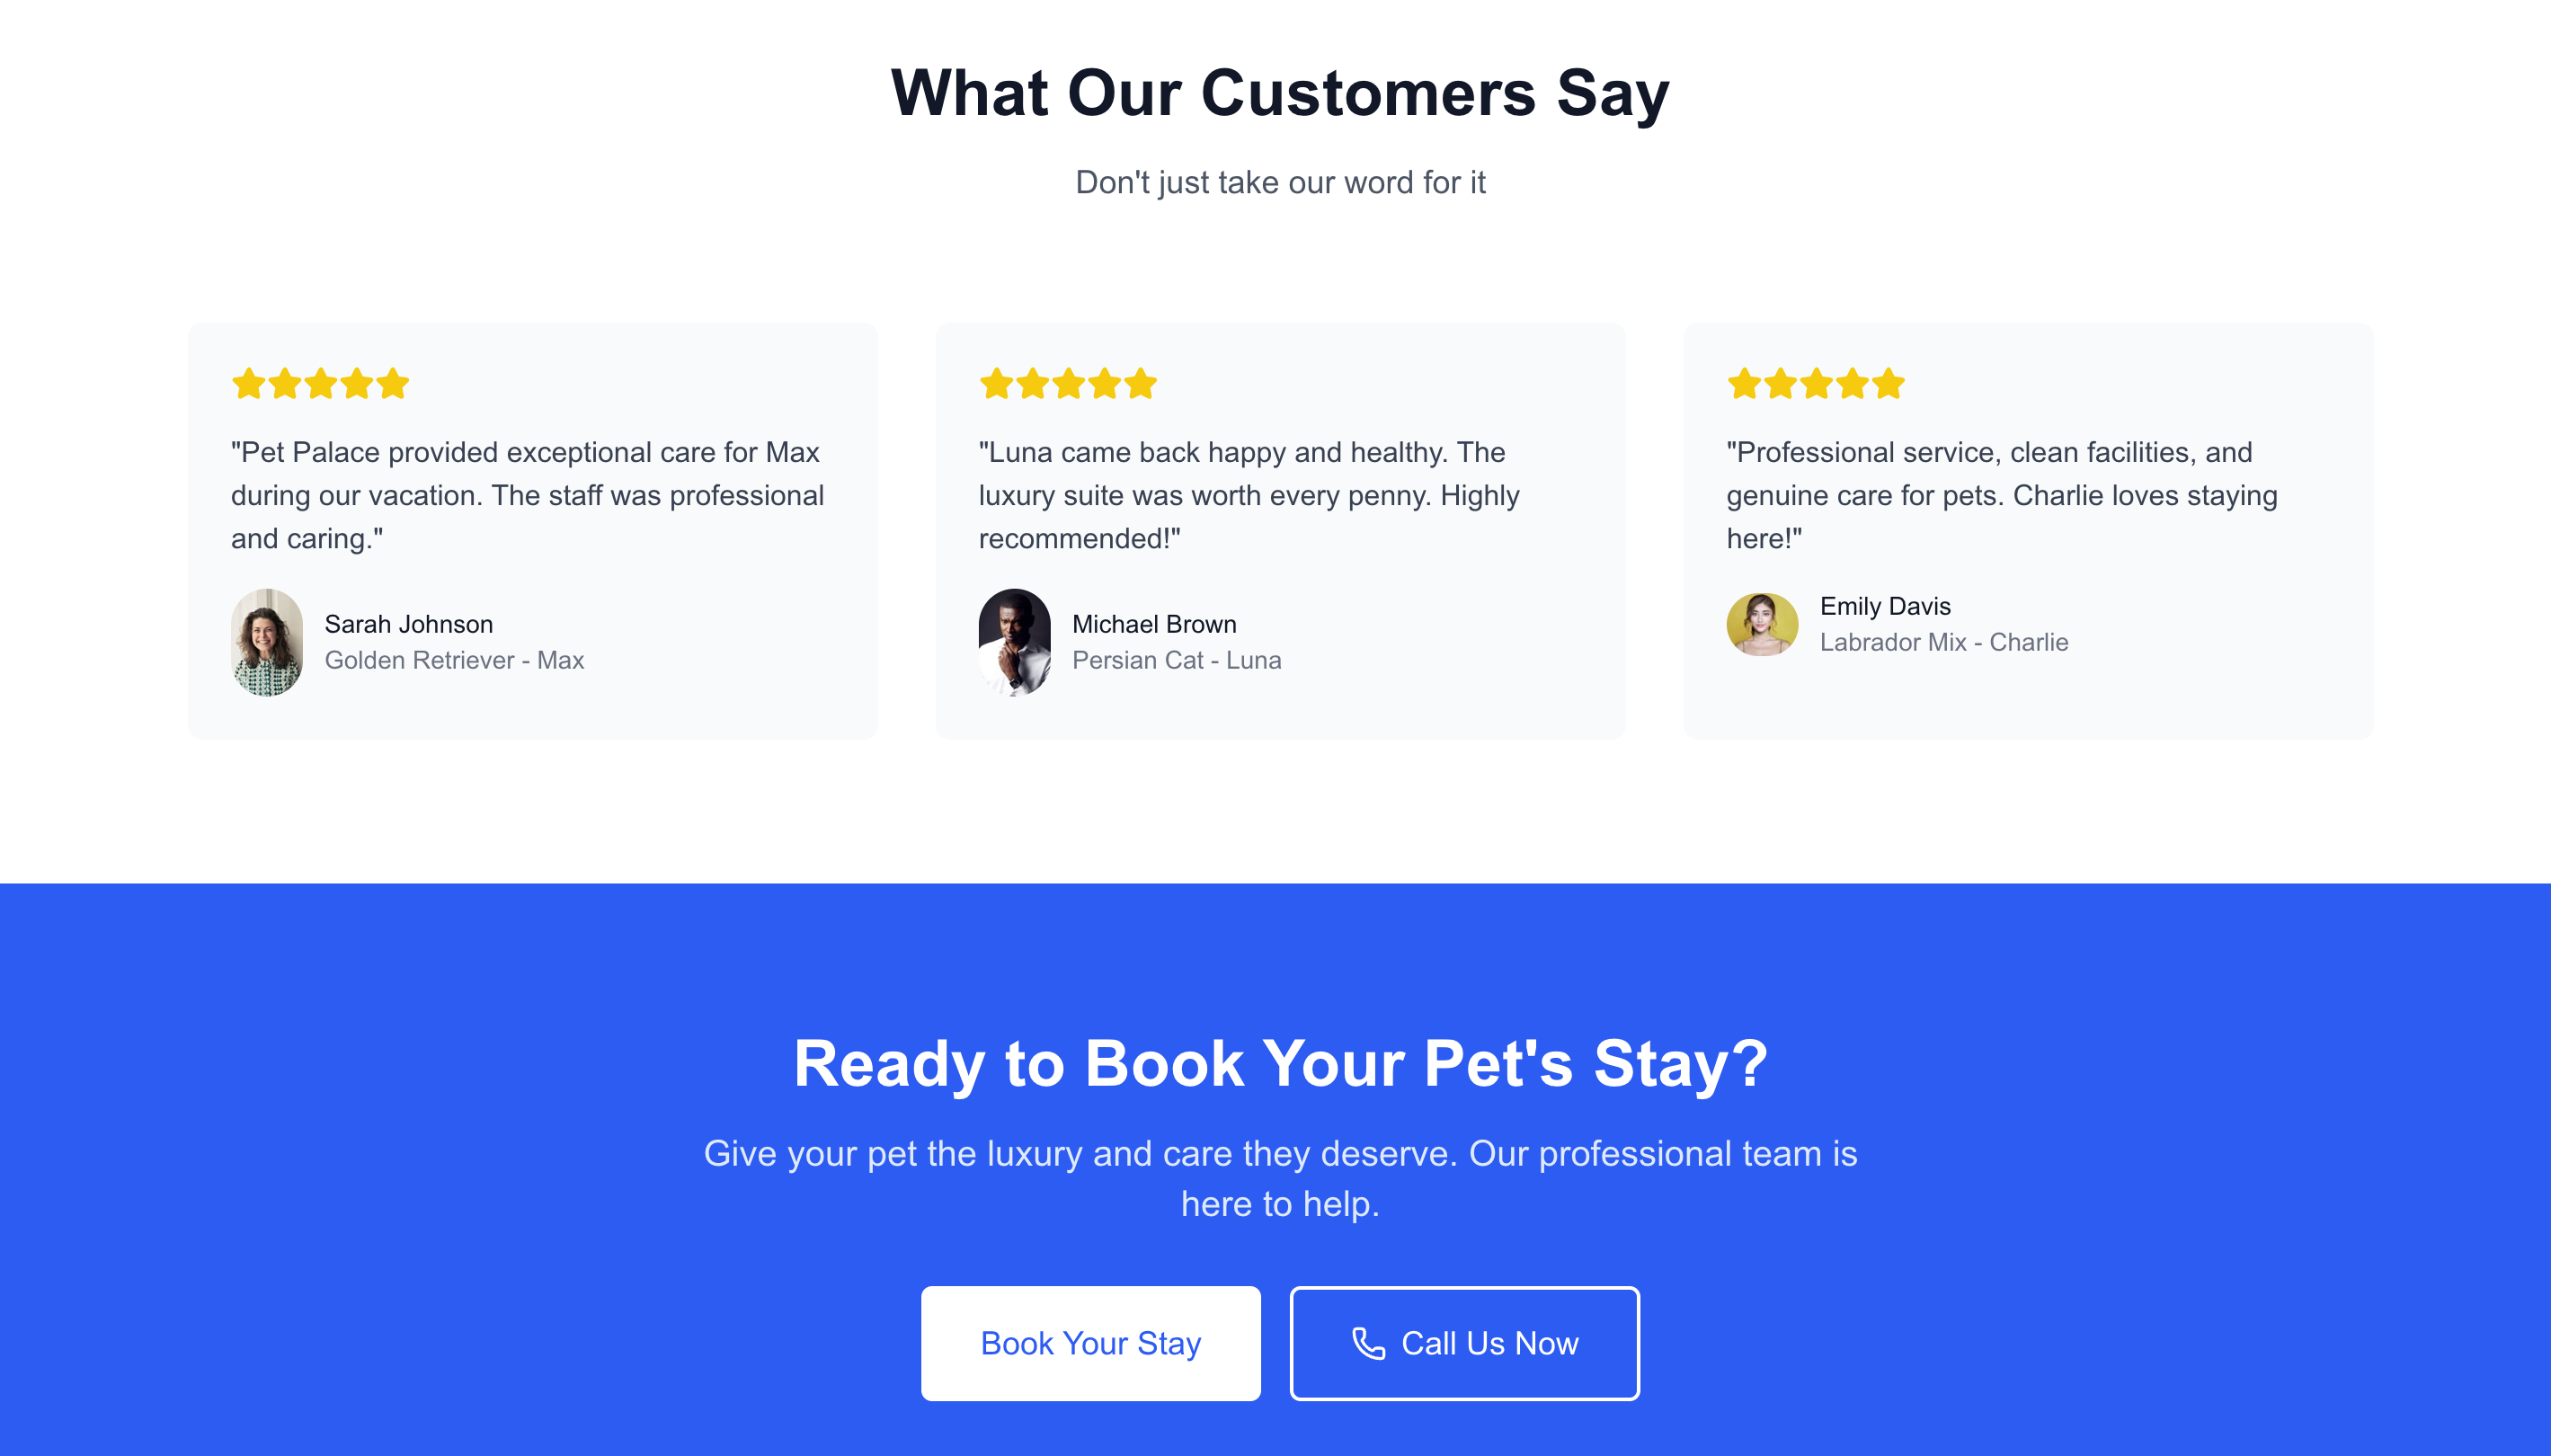 What Our Customers Say
Don't just take our word for it
"Pet Palace provided exceptional care for Max
during our vacation. The staff was professional
and caring."
Sarah Johnson
Golden Retriever - Max
"Luna came back happy and healthy. The
luxury suite was worth every penny. Highly
recommended!"
Michael Brown
Persian Cat - Luna
"Professional service, clean facilities, and
genuine care for pets. Charlie loves staying
here!"
Emily Davis
Labrador Mix - Charlie
Ready to Book Your Pet's Stay?
Give your pet the luxury and care they deserve. Our professional team is
here to help.
Book Your Stay
Call Us Now